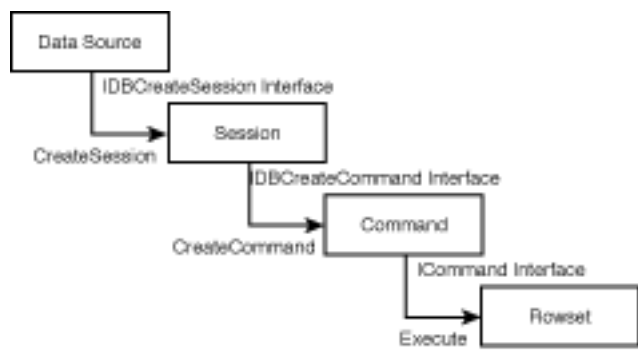 Data Source
IDBCreateSession Interface
Session
CreateSession
IDBCreateCommand Interface
Command
CreateCommand
ICommand Interface
Rowset
Execute